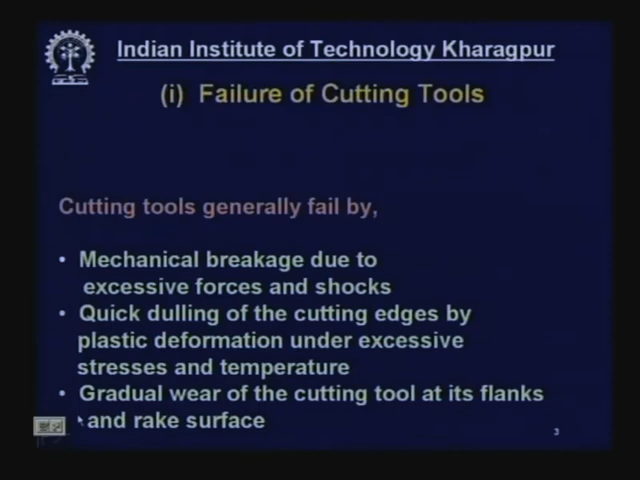 Indian Institute of Technology Kharagpur
(i) Failure of Cutting Tools
Cutting tools generally fail by,
• Mechanical breakage due to
excessive forces and shocks
• Quick dulling of the cutting edges by
plastic deformation under excessive
stresses and temperature
• Gradual wear of the cutting tool at its flanks
and rake surface
3